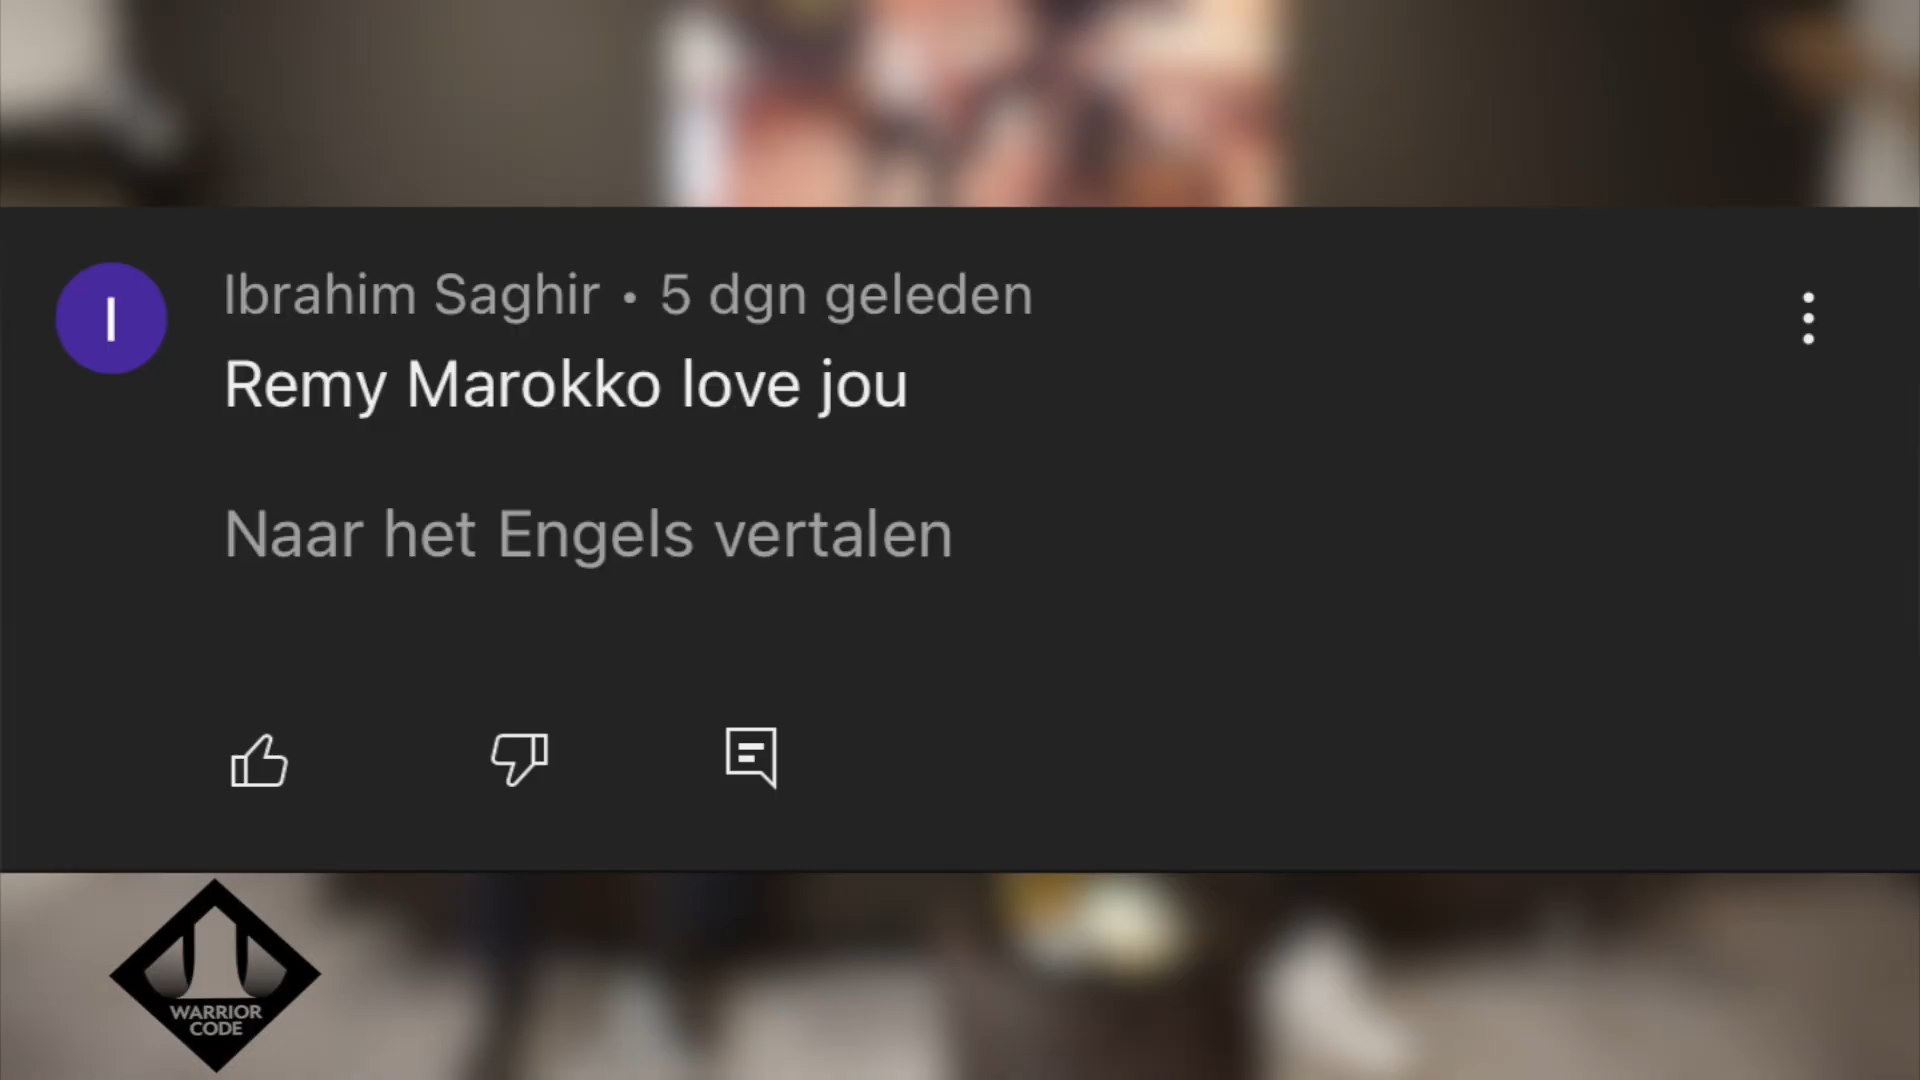 I
Ibrahim Saghir • 5 dgn geleden
Remy Marokko love jou
Naar het Engels vertalen
WARRIOR
CODE